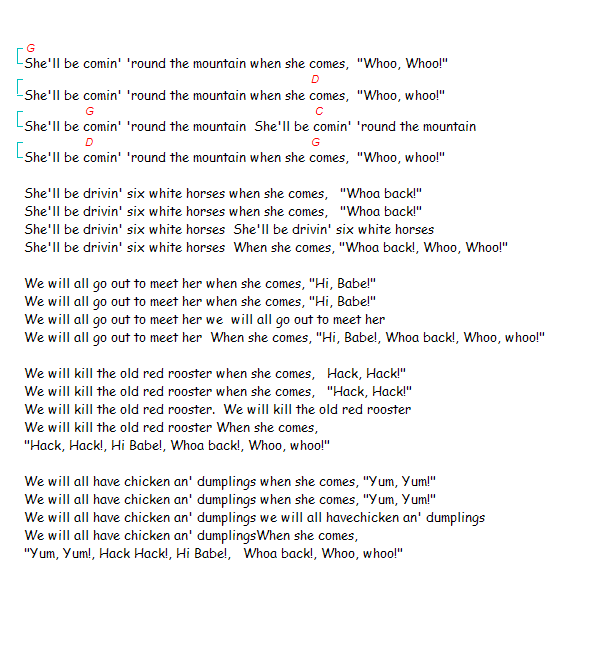 G
She'll be comin' 'round the mountain when she comes,  "Whoo, Whoo!"
D
She'll be comin' 'round the mountain when she comes,  "Whoo, whoo!"
G C
She'll be comin' 'round the mountain  She'll be comin' 'round the mountain
D G
She'll be comin' 'round the mountain when she comes,  "Whoo, whoo!"

She'll be drivin' six white horses when she comes,   "Whoa back!"
She'll be drivin' six white horses when she comes,   "Whoa back!"
She'll be drivin' six white horses  She'll be drivin' six white horses
She'll be drivin' six white horses  When she comes, "Whoa back!, Whoo, Whoo!"

We will all go out to meet her when she comes, "Hi, Babe!"
We will all go out to meet her when she comes, "Hi, Babe!"
We will all go out to meet her we  will all go out to meet her
We will all go out to meet her  When she comes, "Hi, Babe!, Whoa back!, Whoo, whoo!"

We will kill the old red rooster when she comes,   Hack, Hack!"
We will kill the old red rooster when she comes,   "Hack, Hack!"
We will kill the old red rooster.  We will kill the old red rooster
We will kill the old red rooster When she comes,
"Hack, Hack!, Hi Babe!, Whoa back!, Whoo, whoo!"

We will all have chicken an' dumplings when she comes, "Yum, Yum!"
We will all have chicken an' dumplings when she comes, "Yum, Yum!"
We will all have chicken an' dumplings we will all havechicken an' dumplings
We will all have chicken an' dumplingsWhen she comes,
"Yum, Yum!, Hack Hack!, Hi Babe!,   Whoa back!, Whoo, whoo!"